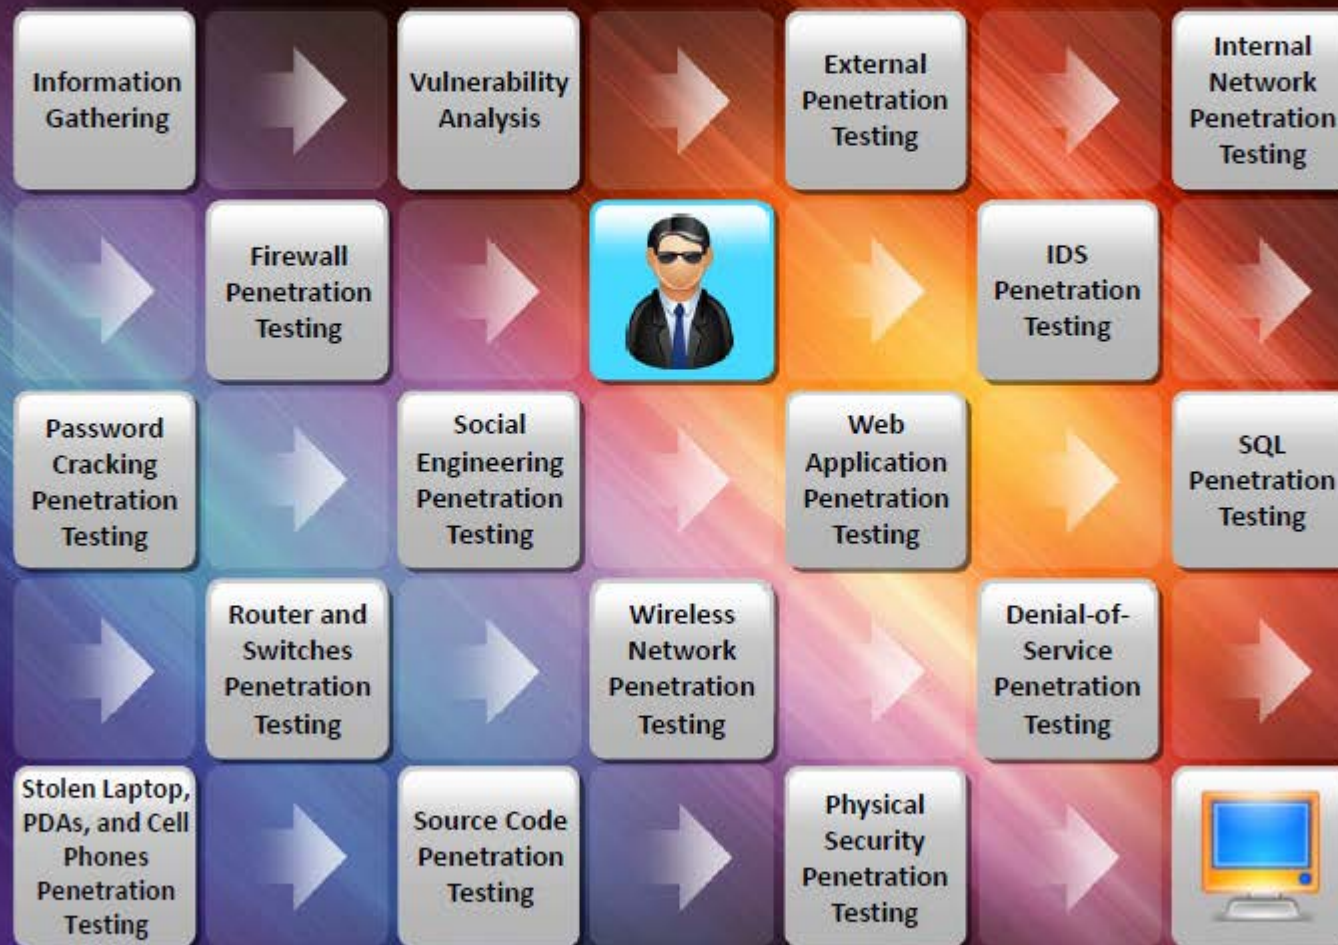 Information
Gathering
Vulnerability
Analysis
External
Penetration
Testing
Internal
Network
Penetration
Testing
Firewall
Penetration
Testing
IDS
Penetration
Testing
Password
Cracking
Penetration
Testing
Social
Engineering
Penetration
Testing
Web
Application
Penetration
Testing
SQL
Penetration
Testing
Router and
Switches
Penetration
Testing
Wireless
Network
Penetration
Testing
Denial-of-
Service
Penetration
Testing
Stolen Laptop,
PDAs, and Cell
Phones
Penetration
Testing
Source Code
Penetration
Testing
Physical
Security
Penetration
Testing